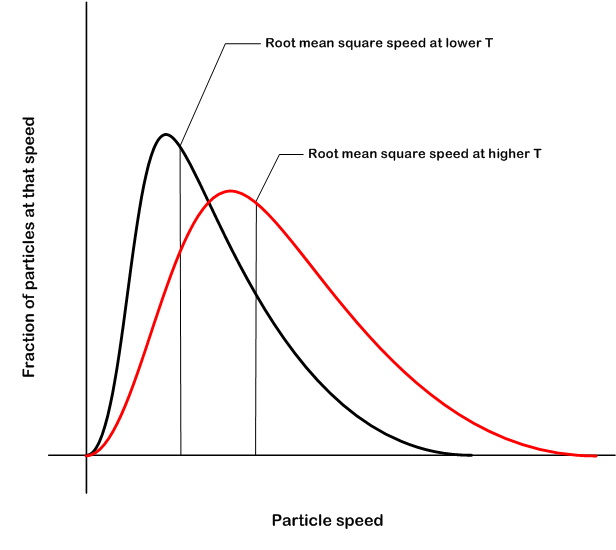 Root mean square speed at lower T
Root mean square speed at higher T
Fraction of particles at that speed
Particle speed